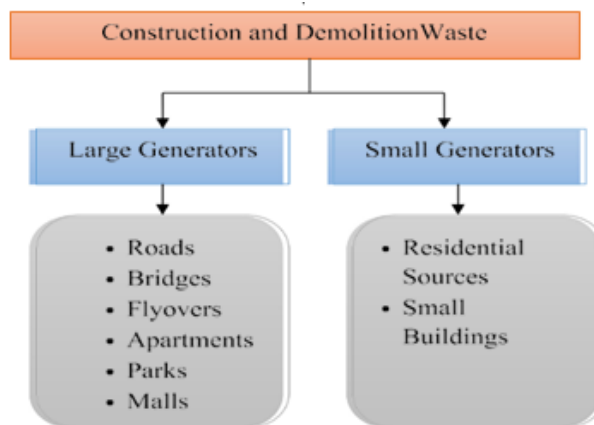 Construction and DemolitionWaste
Large Generators
Small Generators
• Roads
• Bridges
• Flyovers
• Apartments
• Parks
• Malls
• Residential
Sources
• Small
Buildings